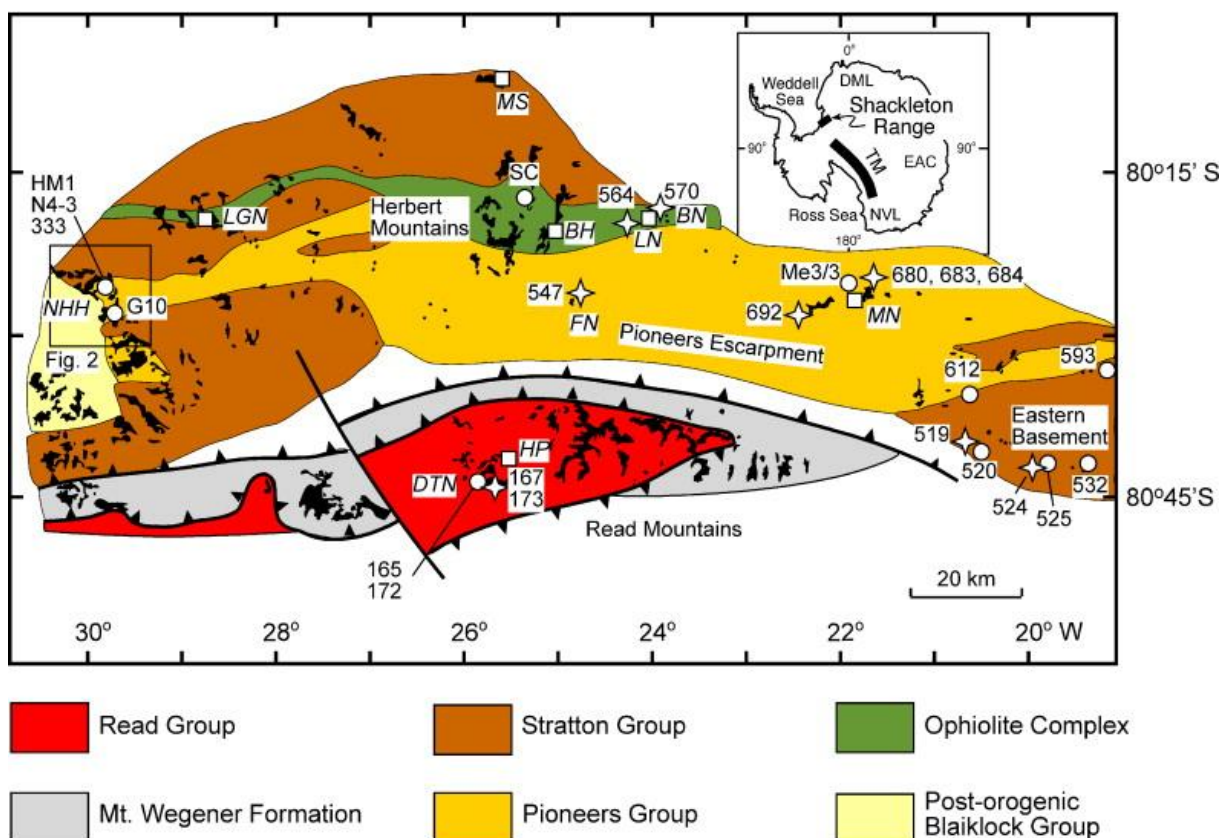 0°
Weddell
Sea
DML
Shackleton
Range
90°
90°
TM
EAC
Ross Sea
NVL
180°
MS
80°15’ S
SC
HM1
N4-3
333
LGN
Herbert
Mountains
BH
564
570
BN
LN
NHH
G10
Me3/3
680, 683, 684
547
FN
692
MN
Fig. 2
Pioneers Escarpment
612
593
519
Eastern
Basement
520
HP
DTN
167
173
524
525
532
80°45’S
Read Mountains
165
172
20 km
30° 28° 26° 24° 22° 20° W
Read Group
Stratton Group
Ophiolite Complex
Mt. Wegener Formation
Pioneers Group
Post-orogenic
Blaiklock Group